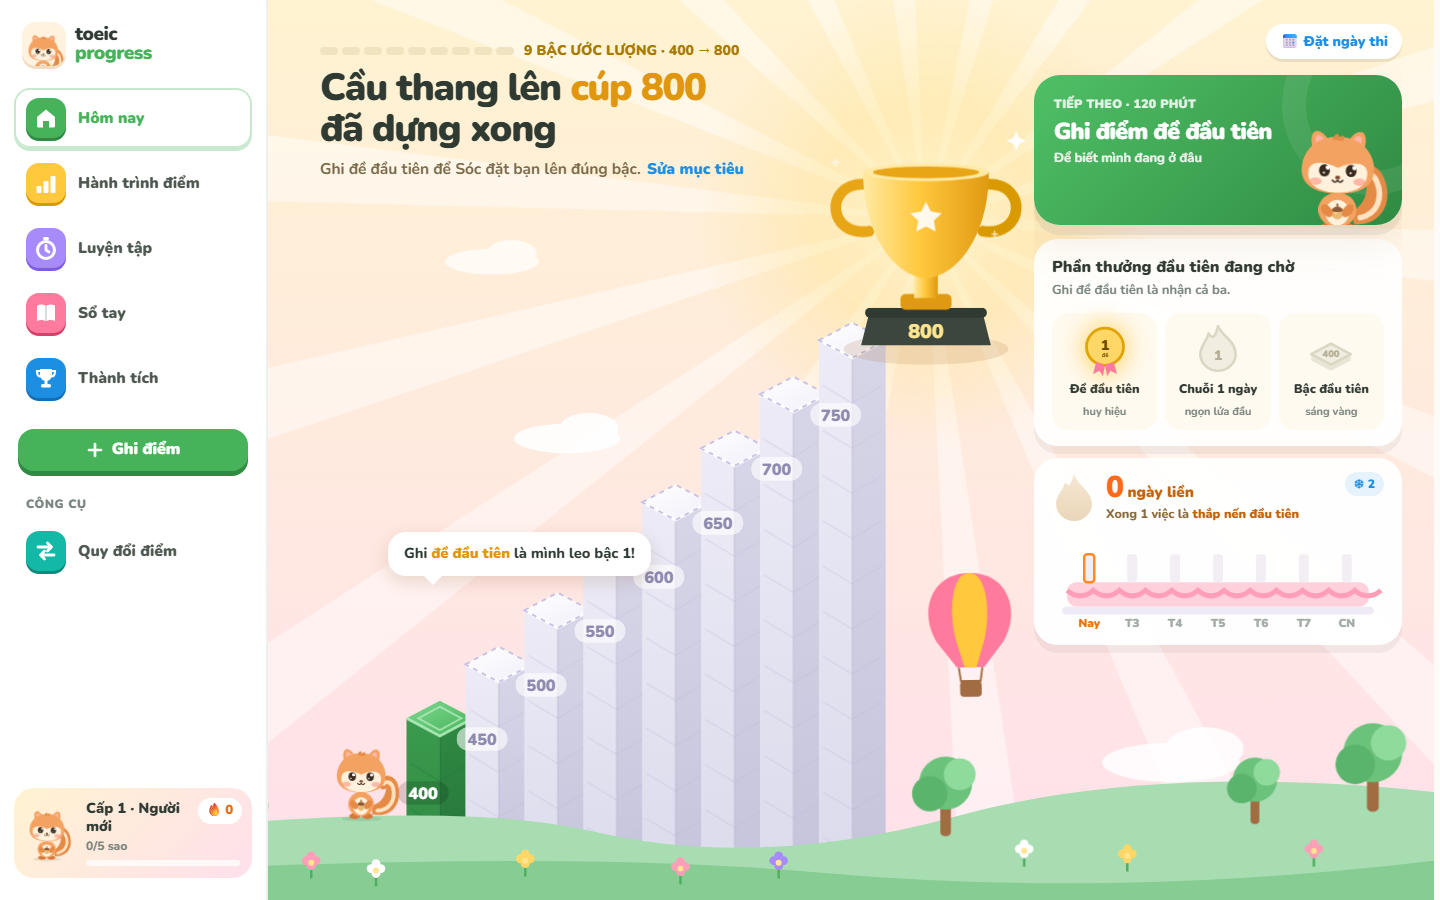 toeic
progress
Hôm nay
Hành trình điểm
Luyện tập
Sổ tay
Thành tích
+ Ghi điểm
CÔNG CỤ
Quy đổi điểm
Cấp 1 · Người
mới
0
0/5 sao
9 BẬC ƯỚC LƯỢNG · 400 → 800
Cầu thang lên cúp 800
đã dựng xong
Ghi đề đầu tiên để Sóc đặt bạn lên đúng bậc. Sửa mục tiêu
800
750
700
650
600
550
500
450
400
Ghi đề đầu tiên là mình leo bậc 1!
Đặt ngày thi
TIẾP THEO · 120 PHÚT
Ghi điểm đề đầu tiên
Để biết mình đang ở đâu
Phần thưởng đầu tiên đang chờ
Ghi đề đầu tiên là nhận cả ba.
1
đề
Đề đầu tiên
huy hiệu
1
Chuỗi 1 ngày
ngọn lửa đầu
400
Bậc đầu tiên
sáng vàng
0 ngày liền
2
Xong 1 việc là thắp nến đầu tiên
Nay T3 T4 T5 T6 T7 CN